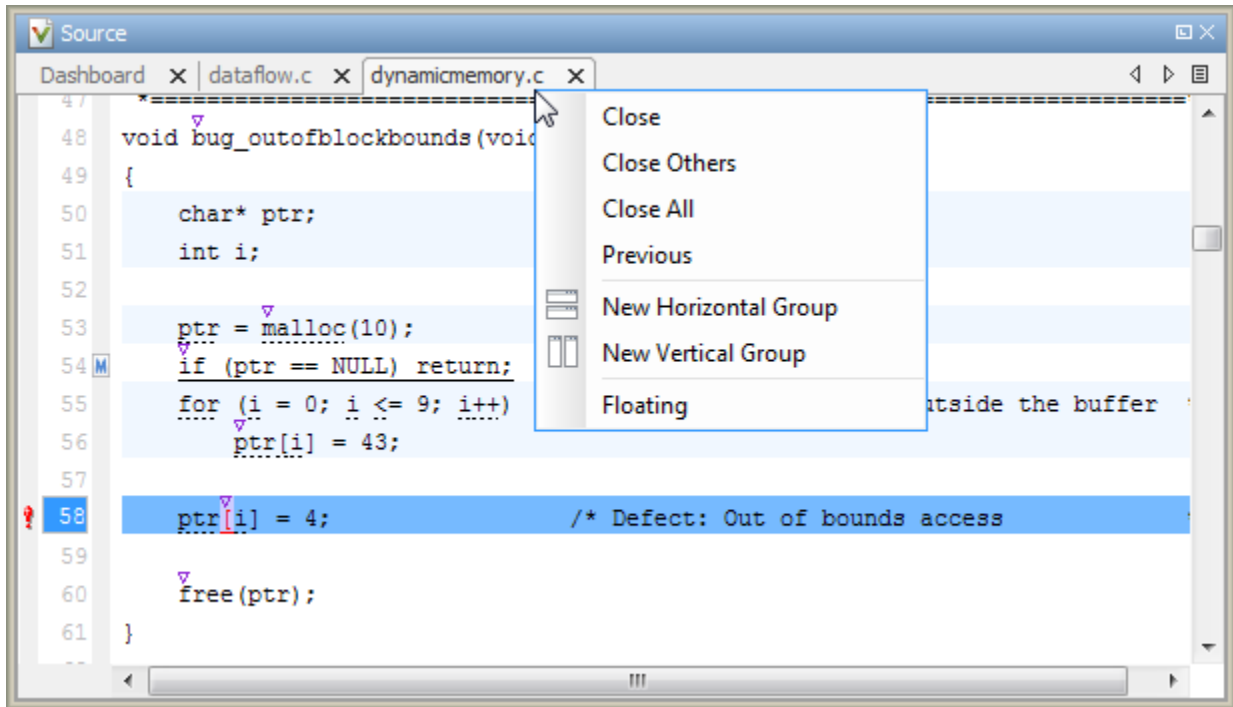 Source
Dashboard dataflow.c dynamicmemory.c
47 *==============================================================================
48 void bug_outofblockbounds(void
49 {
50 char* ptr;
51 int i;
52
53 ptr = malloc(10);
54 M if (ptr == NULL) return;
55 for (i = 0; i <= 9; i++) utside the buffer
56 ptr[i] = 43;
57
58 ptr[i] = 4; /* Defect: Out of bounds access
59
60 free(ptr);
61 }
Close
Close Others
Close All
Previous
New Horizontal Group
New Vertical Group
Floating